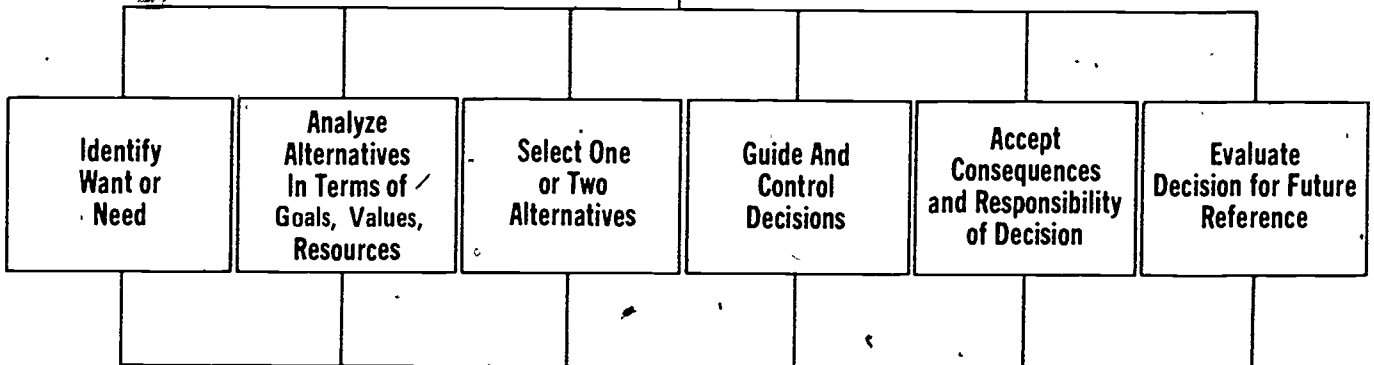 Identify
Want or
Need
Analyze
Alternatives
In Terms of
Goals, Values,
Resources
Select One
or Two
Alternatives
Guide And
Control
Decisions
Accept
Consequences
and Responsibility
of Decision
Evaluate
Decision for Future
Reference